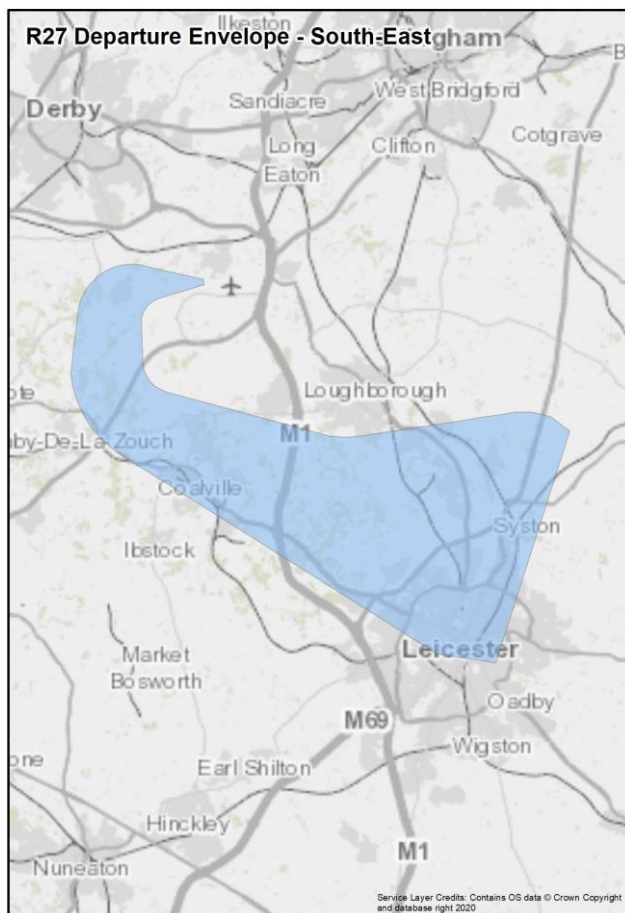 R27 Departure Envelope - South-East
Ilkeston
gham
Derby
Sandiacre
West Bridgford
B
Long
Eaton
Clifton
Cotgrave
ote
Loughborough
by-De-La-Zouch
M1
Coalville
Syston
Ibstock
Leicester
Market
Bosworth
Oadby
M69
Wigston
one
Earl Shilton
Hinckley
M1
Nuneaton
Service Layer Credits: Contains OS data © Crown Copyright
and database right 2020